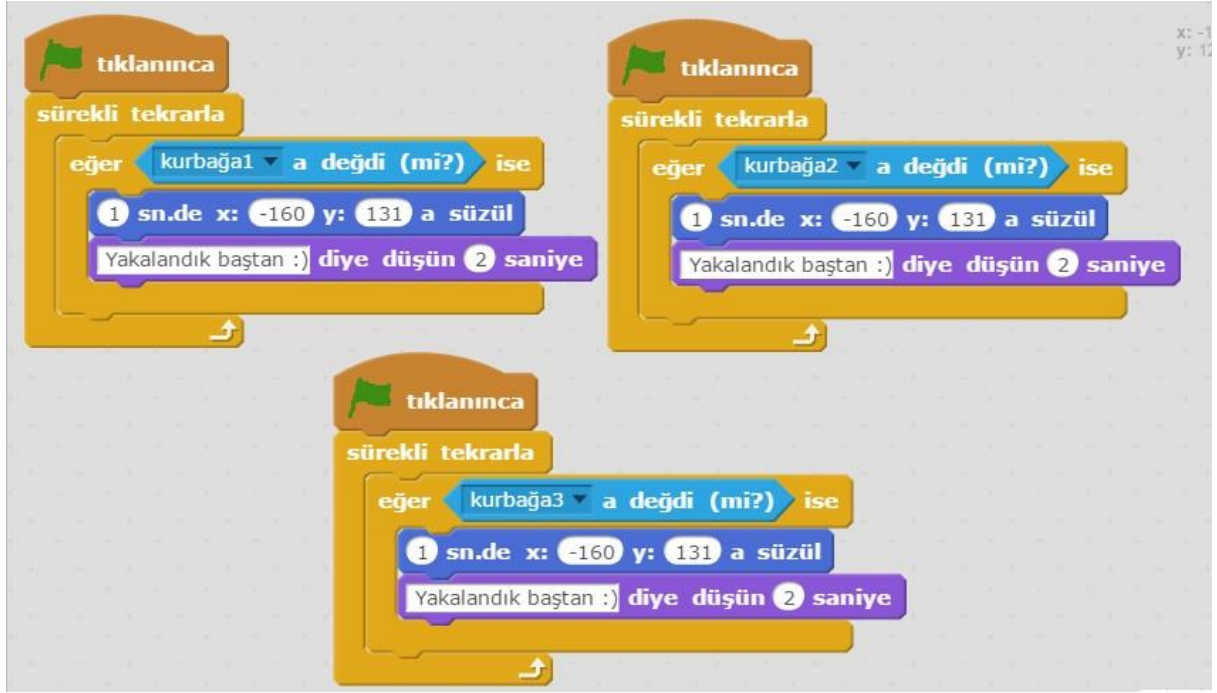 tıklanınca
sürekli tekrarla
eğer kurbağa1 a değdi (mi?) ise
1 sn.de x: -160 y: 131 a süzül
Yakalandık baştan :) diye düşün 2 saniye
tıklanınca
sürekli tekrarla
eğer kurbağa2 a değdi (mi?) ise
1 sn.de x: -160 y: 131 a süzül
Yakalandık baştan :) diye düşün 2 saniye
x: -1
y: 12
tıklanınca
sürekli tekrarla
eğer kurbağa3 a değdi (mi?) ise
1 sn.de x: -160 y: 131 a süzül
Yakalandık baştan :) diye düşün 2 saniye